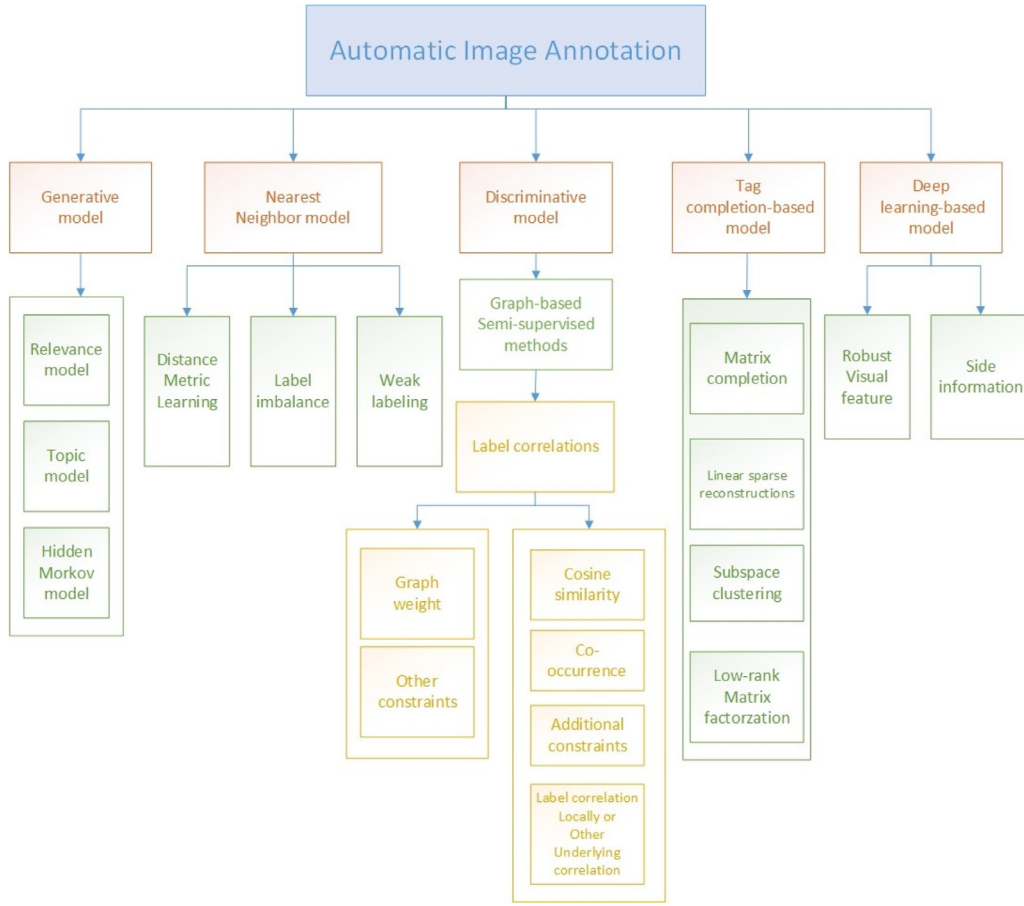 Automatic Image Annotation
Generative
model
Nearest
Neighbor model
Discriminative
model
Tag
completion-based
model
Deep
learning-based
model
Relevance
model
Topic
model
Hidden
Morkov
model
Distance
Metric
Learning
Label
imbalance
Weak
labeling
Graph-based
Semi-supervised
methods
Label correlations
Graph
weight
Other
constraints
Cosine
similarity
Co-
occurrence
Additional
constraints
Label correlation
Locally or
Other
Underlying
correlation
Matrix
completion
Linear sparse
reconstructions
Subspace
clustering
Low-rank
Matrix
factorzation
Robust
Visual
feature
Side
information